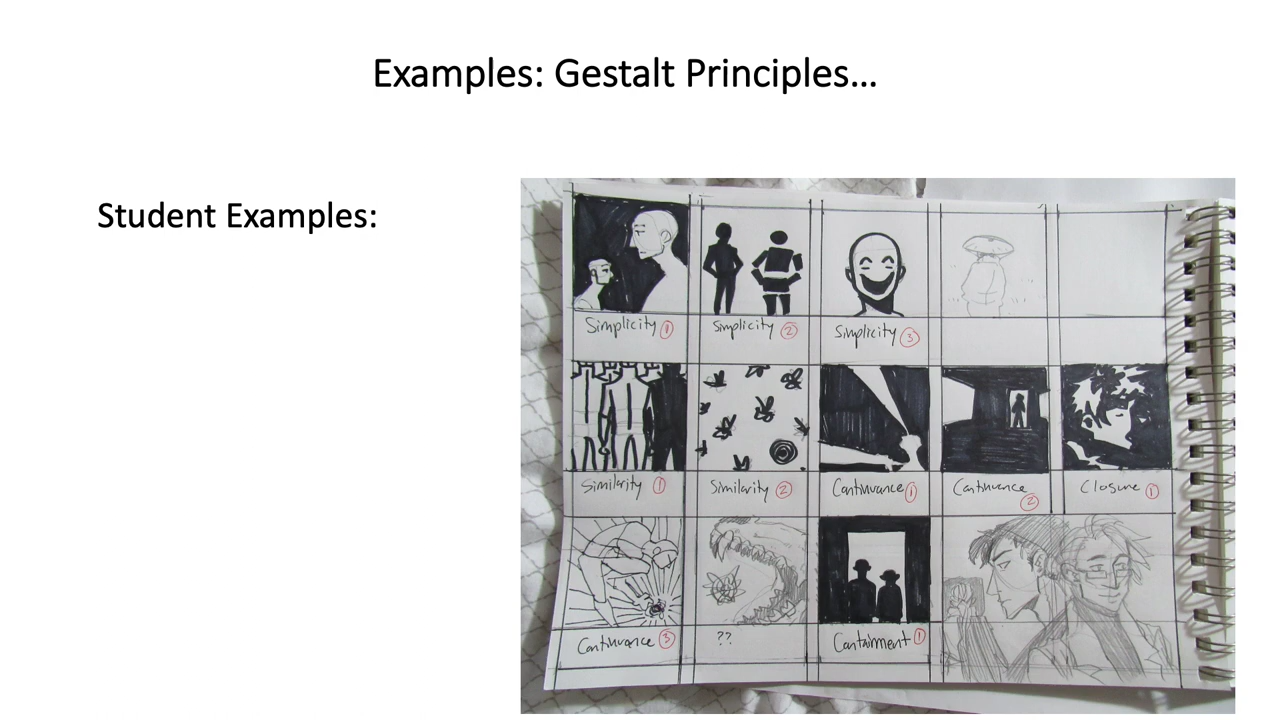 Examples: Gestalt Principles…
Student Examples:
Simplicity 1
Simplicity 2
Simplicity 3
Similarity 1
Similarity 2
Continuance 1
Continuance 2
Closure 1
Continuance 3
??
Containment 1